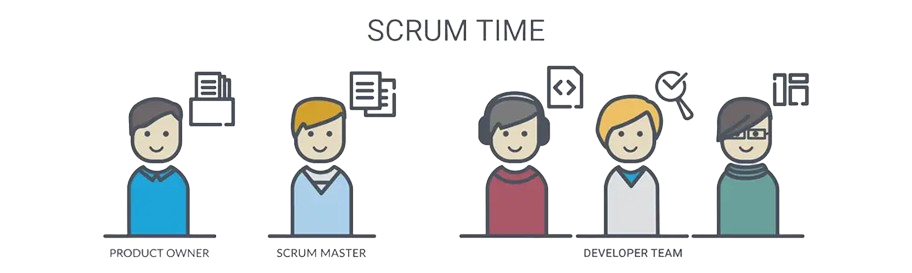 SCRUM TIME
PRODUCT OWNER
SCRUM MASTER
DEVELOPER TEAM